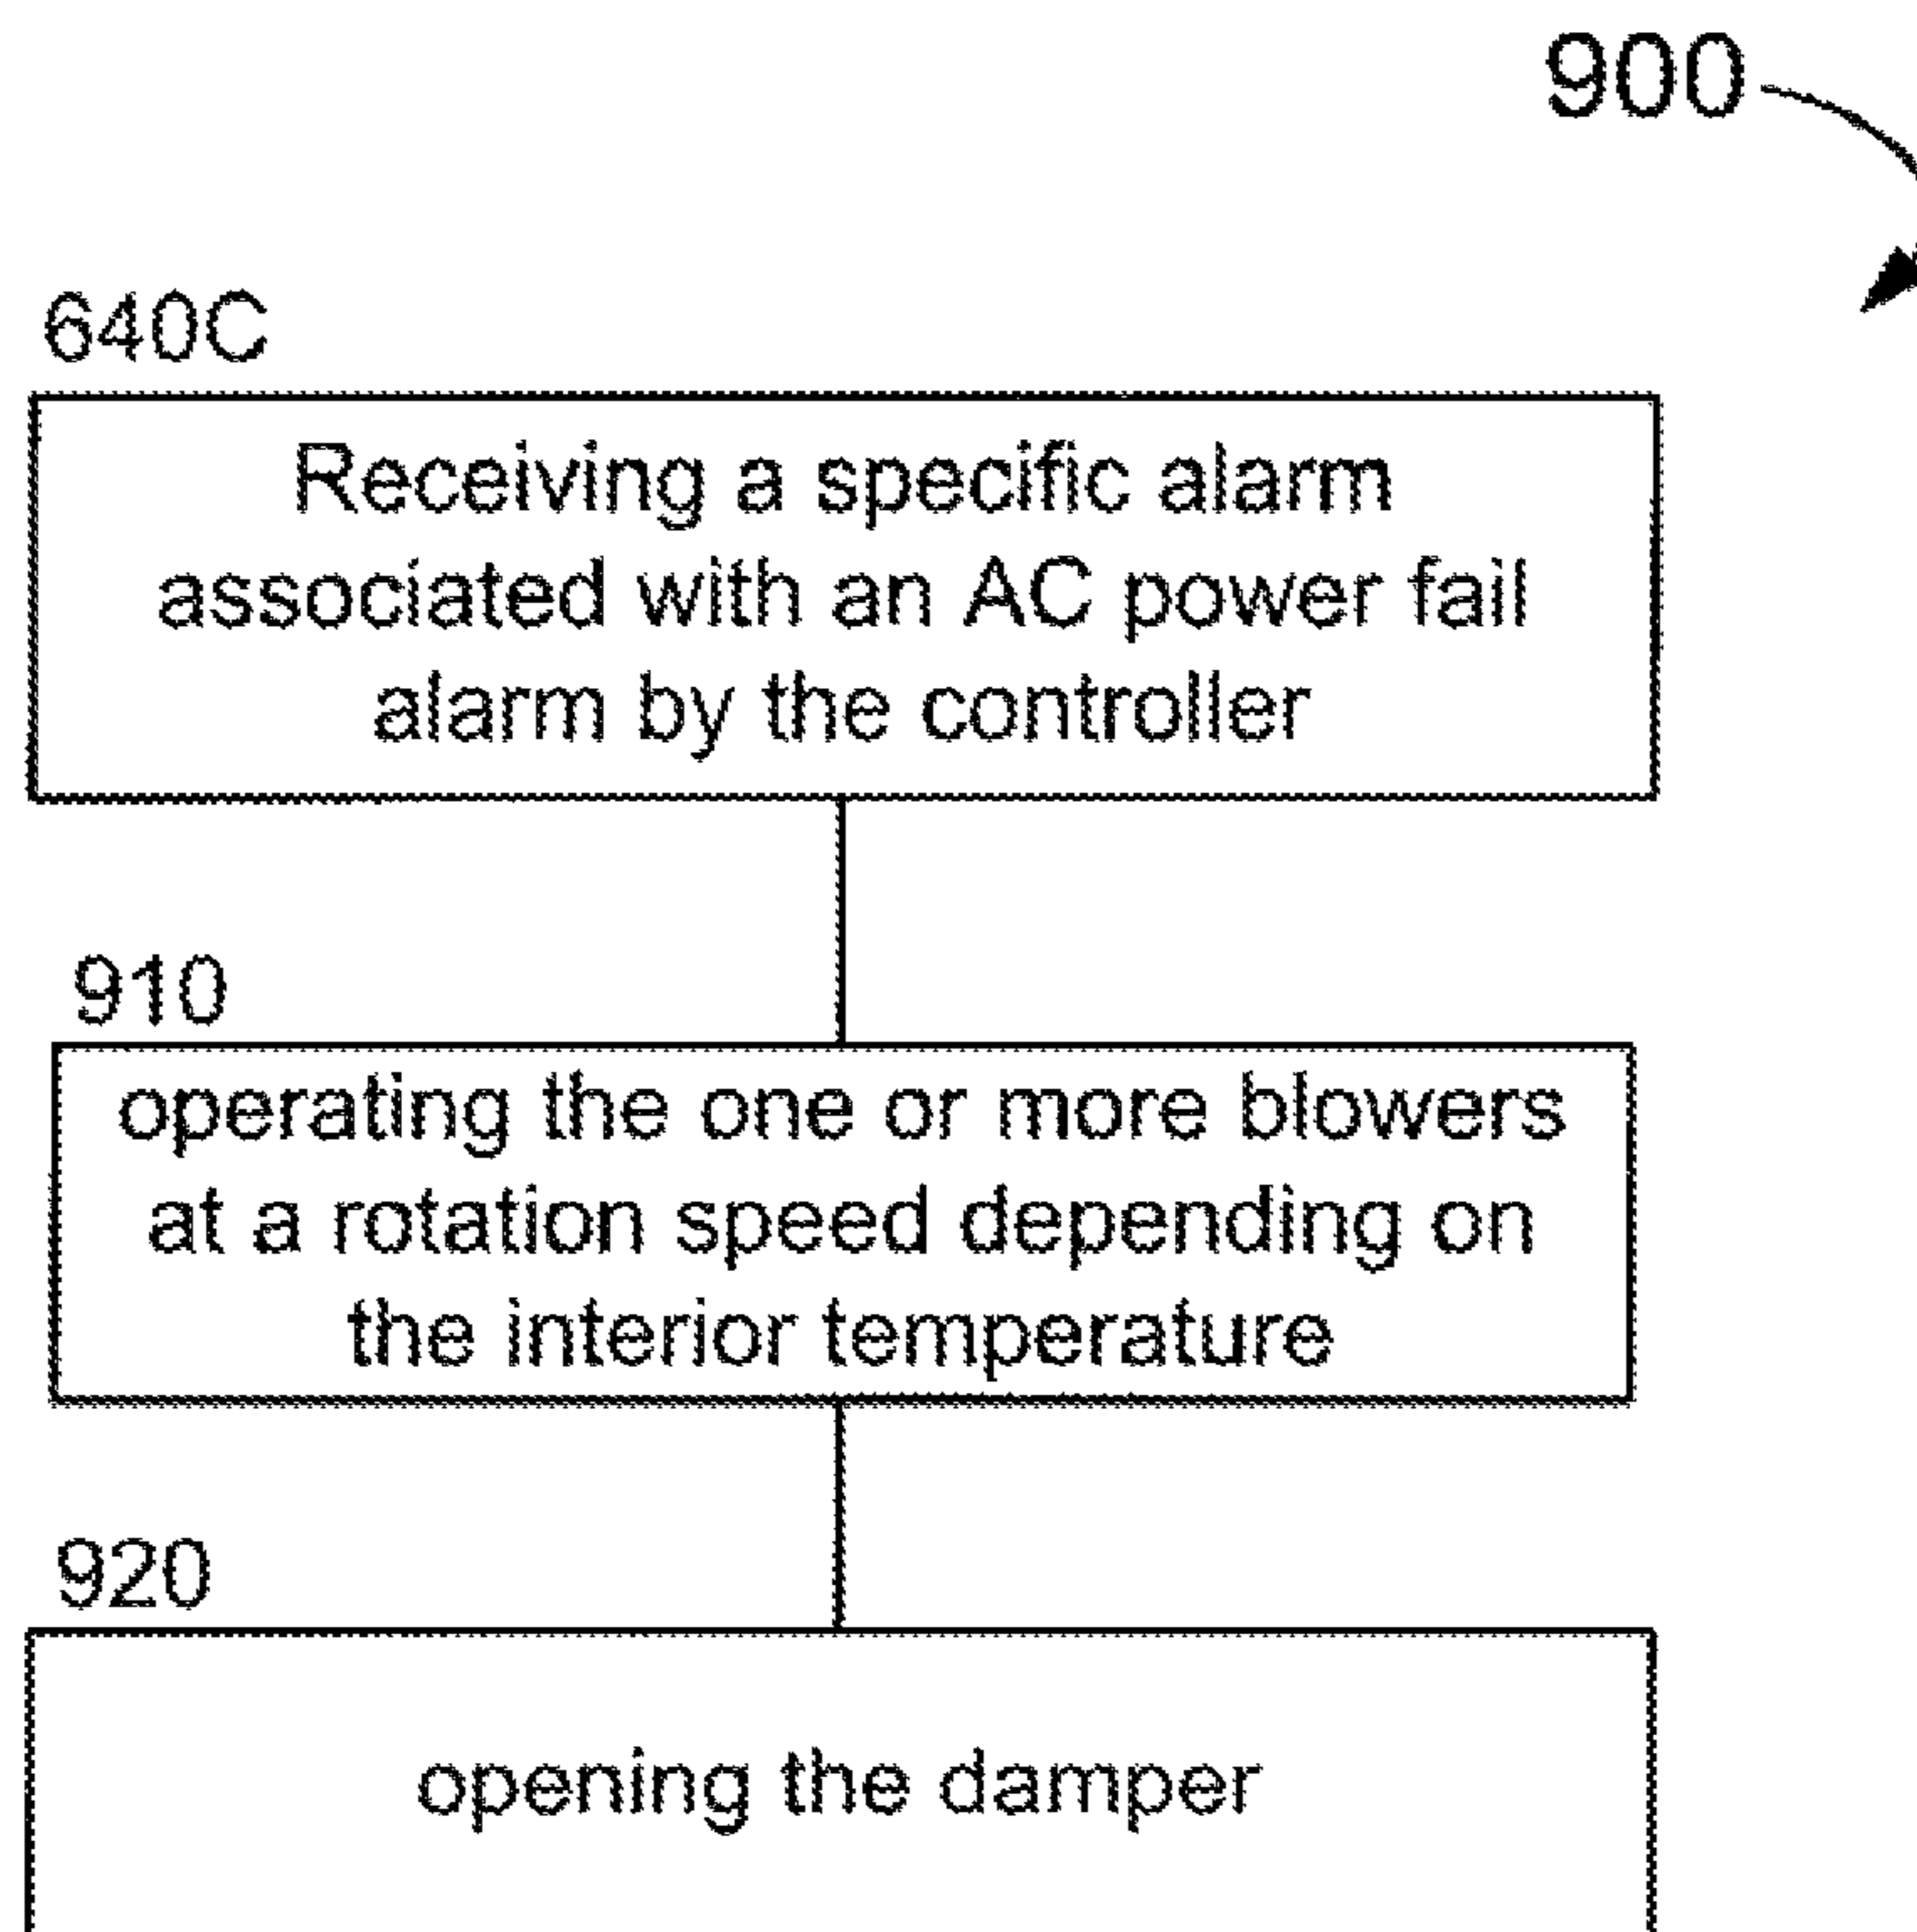 900
640C
Receiving a specific alarm
associated with an AC power fail
alarm by the controller
910
operating the one or more blowers
at a rotation speed depending on
the interior temperature
920
opening the damper